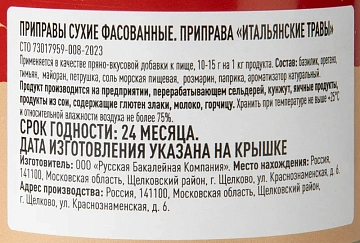 ПРИПРАВЫ СУХИЕ ФАСОВАННЫЕ. ПРИПРАВА «ИТАЛЬЯНСКИЕ ТРАВЫ»
СТО 73017959-008-2023
Применяется в качестве пряно-вкусовой добавки к пище, 10-15 г на 1 кг продукта. Состав: базилик, орегано,
тимьян, майоран, петрушка, соль морская пищевая, розмарин, паприка, ароматизатор натуральный.
Продукт произведен на предприятии, перерабатывающем сельдерей, кунжут, яичные продукты,
продукты из сои, содержащие глютен злаки, молоко, горчицу. Хранить при температуре не выше +25°С
и относительной влажности воздуха не более 75%.
СРОК ГОДНОСТИ: 24 МЕСЯЦА.
ДАТА ИЗГОТОВЛЕНИЯ УКАЗАНА НА КРЫШКЕ
Изготовитель: ООО «Русская Бакалейная Компания». Место нахождения: Россия,
141100, Московская область, Щелковский район, г. Щелково, ул. Краснознаменская, д. 6.
Адрес производства: Россия, 141100, Московская область, Щелковский район,
г. Щелково, ул. Краснознаменская, д. 6.